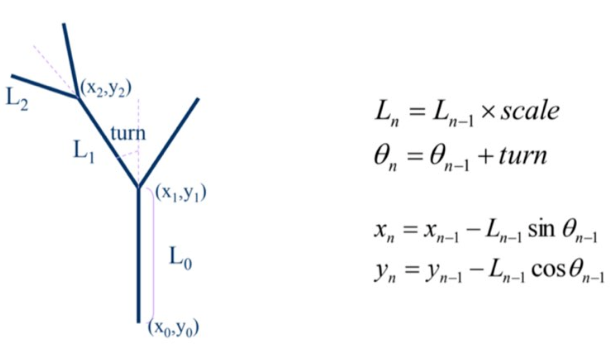 (x₂,y₂)
L₂
turn
L₁
(x₁,y₁)
L₀
(x₀,y₀)
Lₙ = Lₙ₋₁ × scale
θₙ = θₙ₋₁ + turn
xₙ = xₙ₋₁ − Lₙ₋₁ sin θₙ₋₁
yₙ = yₙ₋₁ − Lₙ₋₁ cos θₙ₋₁